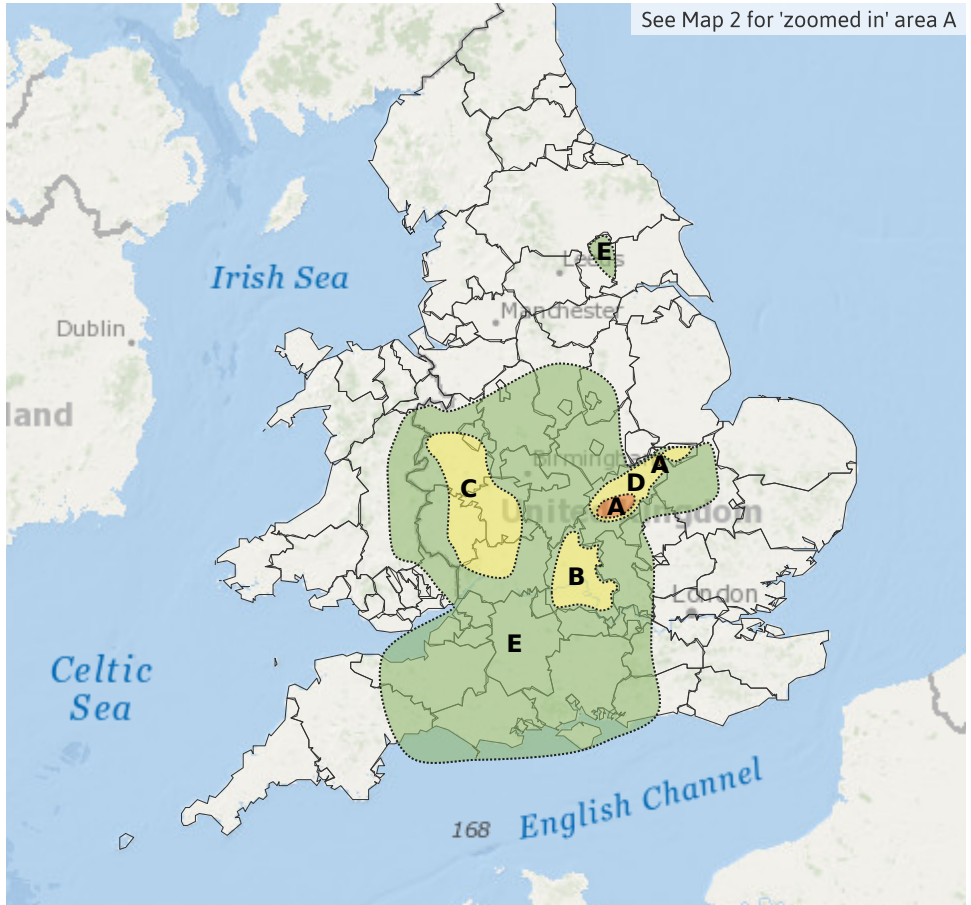 See Map 2 for 'zoomed in' area A
E
Leeds
Irish Sea
Manchester
Dublin
land
Birmingham
A
C
D
A
United Kingdom
B
London
E
Celtic
Sea
English Channel
168